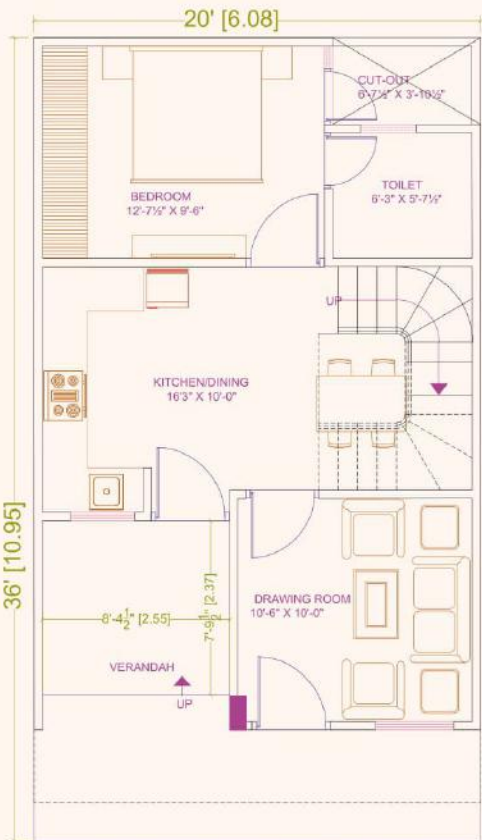 20' [6.08]
CUT-OUT
6'-7½" X 3'-10½"
BEDROOM
12'-7½" X 9'-6"
TOILET
6'-3" X 5'-7½"
UP
KITCHEN/DINING
16'3" X 10'-0"
36' [10.95]
8'-4½" [2.55]
7'-9½" [2.37]
DRAWING ROOM
10'-6" X 10'-0"
VERANDAH
UP